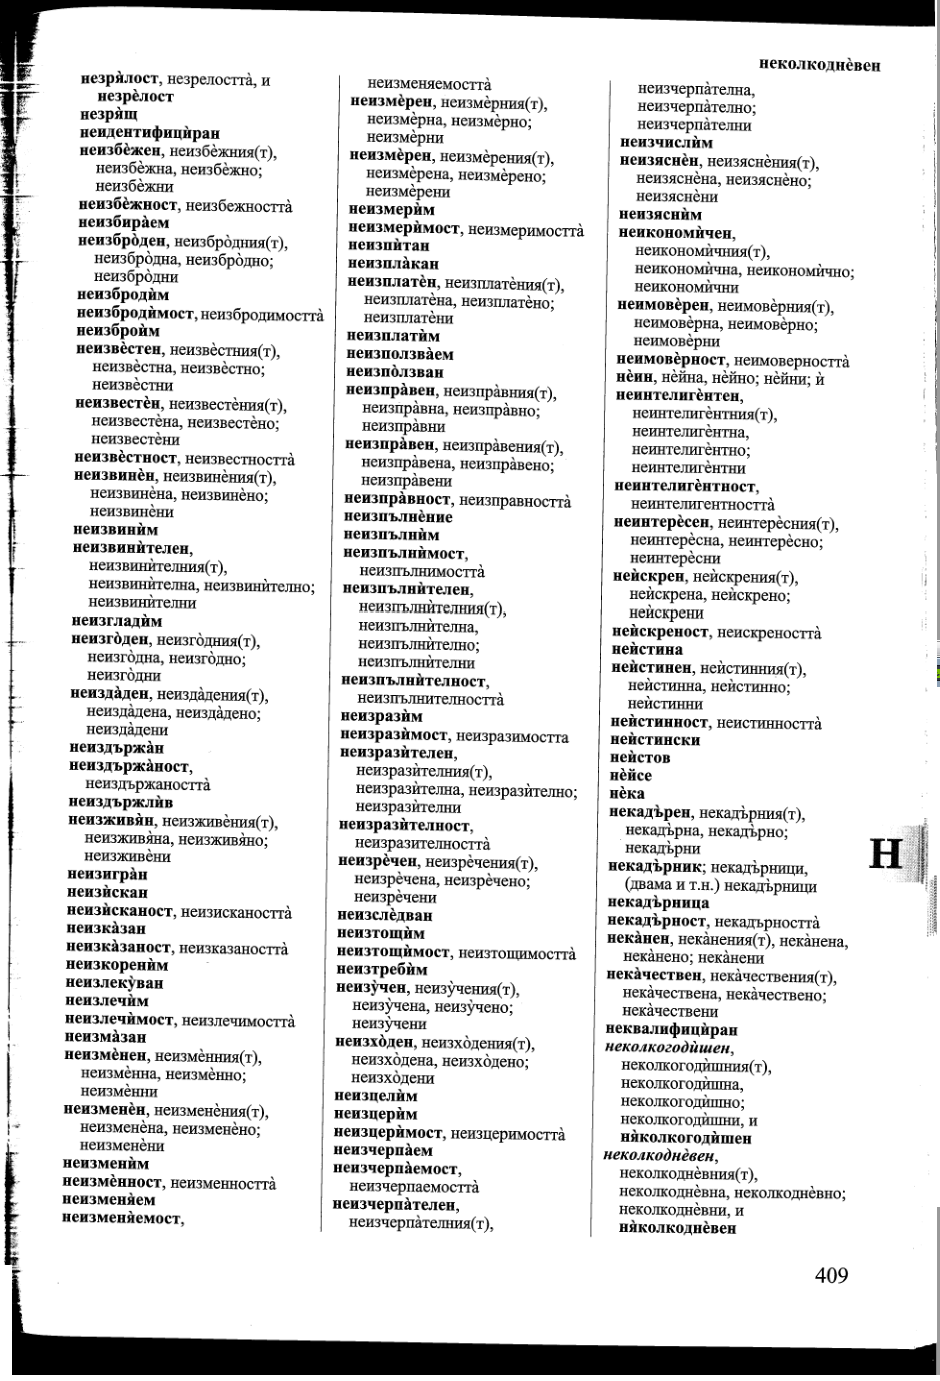 неколкоднѐвен
незря̀лост, незрелостта̀, и
незрѐлост
незря̀щ
неидентифицѝран
неизбѐжен, неизбѐжния(т),
неизбѐжна, неизбѐжно;
неизбѐжни
неизбѐжност, неизбежността̀
неизбира̀ем
неизбро̀ден, неизбро̀дния(т),
неизбро̀дна, неизбро̀дно;
неизбро̀дни
неизбродѝм
неизбродѝмост, неизбродимостта̀
неизброѝм
неизвѐстен, неизвѐстния(т),
неизвѐстна, неизвѐстно;
неизвѐстни
неизвестѐн, неизвестѐния(т),
неизвестѐна, неизвестѐно;
неизвестѐни
неизвѐстност, неизвестността̀
неизвинѐн, неизвинѐния(т),
неизвинѐна, неизвинѐно;
неизвинѐни
неизвинѝм
неизвинѝтелен,
неизвинѝтелния(т),
неизвинѝтелна, неизвинѝтелно;
неизвинѝтелни
неизгладѝм
неизго̀ден, неизго̀дния(т),
неизго̀дна, неизго̀дно;
неизго̀дни
неизда̀ден, неизда̀дения(т),
неизда̀дена, неизда̀дено;
неизда̀дени
неиздържа̀н
неиздържа̀ност,
неиздържаността̀
неиздържлѝв
неизживя̀н, неизживѐния(т),
неизживя̀на, неизживя̀но;
неизживѐни
неизигра̀н
неизѝскан
неизѝсканост, неизискаността̀
неизка̀зан
неизка̀заност, неизказаността̀
неизкоренѝм
неизлеку̀ван
неизлечѝм
неизлечѝмост, неизлечимостта̀
неизма̀зан
неизмѐнен, неизмѐнния(т),
неизмѐнна, неизмѐнно;
неизмѐнни
неизменѐн, неизменѐния(т),
неизменѐна, неизменѐно;
неизменѐни
неизменѝм
неизмѐнност, неизменността̀
неизменя̀ем
неизменя̀емост,
неизменяемостта̀
неизмѐрен, неизмѐрния(т),
неизмѐрна, неизмѐрно;
неизмѐрни
неизмѐрен, неизмѐрения(т),
неизмѐрена, неизмѐрено;
неизмѐрени
неизмерѝм
неизмерѝмост, неизмеримостта̀
неизпѝтан
неизпла̀кан
неизплатѐн, неизплатѐния(т),
неизплатѐна, неизплатѐно;
неизплатѐни
неизплатѝм
неизползва̀ем
неизпо̀лзван
неизпра̀вен, неизпра̀вния(т),
неизпра̀вна, неизпра̀вно;
неизпра̀вни
неизпра̀вен, неизпра̀вения(т),
неизпра̀вена, неизпра̀вено;
неизпра̀вени
неизпра̀вност, неизправността̀
неизпълнѐние
неизпълнѝм
неизпълнѝмост,
неизпълнимостта̀
неизпълнѝтелен,
неизпълнѝтелния(т),
неизпълнѝтелна,
неизпълнѝтелно;
неизпълнѝтелни
неизпълнѝтелност,
неизпълнителността̀
неизразѝм
неизразѝмост, неизразимостта
неизразѝтелен,
неизразѝтелния(т),
неизразѝтелна, неизразѝтелно;
неизразѝтелни
неизразѝтелност,
неизразителността̀
неизрѐчен, неизрѐчения(т),
неизрѐчена, неизрѐчено;
неизрѐчени
неизслѐдван
неизтощѝм
неизтощѝмост, неизтощимостта̀
неизтребѝм
неизу̀чен, неизу̀чения(т),
неизу̀чена, неизу̀чено;
неизу̀чени
неизхо̀ден, неизхо̀дения(т),
неизхо̀дена, неизхо̀дено;
неизхо̀дени
неизцелѝм
неизцерѝм
неизцерѝмост, неизцеримостта̀
неизчерпа̀ем
неизчерпа̀емост,
неизчерпаемостта̀
неизчерпа̀телен,
неизчерпа̀телния(т),
неизчерпа̀телна,
неизчерпа̀телно;
неизчерпа̀телни
неизчислѝм
неизяснѐн, неизяснѐния(т),
неизяснѐна, неизяснѐно;
неизяснѐни
неизяснѝм
неикономѝчен,
неикономѝчния(т),
неикономѝчна, неикономѝчно;
неикономѝчни
неимовѐрен, неимовѐрния(т),
неимовѐрна, неимовѐрно;
неимовѐрни
неимовѐрност, неимоверността̀
нѐин, нѐйна, нѐйно; нѐйни; ѝ
неинтелигѐнтен,
неинтелигѐнтния(т),
неинтелигѐнтна,
неинтелигѐнтно;
неинтелигѐнтни
неинтелигѐнтност,
неинтелигентността̀
неинтерѐсен, неинтерѐсния(т),
неинтерѐсна, неинтерѐсно;
неинтерѐсни
неѝскрен, неѝскрения(т),
неѝскрена, неѝскрено;
неѝскрени
неѝскреност, неискреността̀
неѝстина
неѝстинен, неѝстинния(т),
неѝстинна, неѝстинно;
неѝстинни
неѝстинност, неистинността̀
неѝстински
неѝстов
нѐйсе
нѐка
некадъ̀рен, некадъ̀рния(т),
некадъ̀рна, некадъ̀рно;
некадъ̀рни
некадъ̀рник; некадъ̀рници,
(двама и т.н.) некадъ̀рници
некадъ̀рница
некадъ̀рност, некадърността̀
нека̀нен, нека̀нения(т), нека̀нена,
нека̀нено; нека̀нени
нека̀чествен, нека̀чествения(т),
нека̀чествена, нека̀чествено;
нека̀чествени
неквалифицѝран
неколкогодѝшен,
неколкогодѝшния(т),
неколкогодѝшна,
неколкогодѝшно;
неколкогодѝшни, и
ня̀колкогодѝшен
неколкоднѐвен,
неколкоднѐвния(т),
неколкоднѐвна, неколкоднѐвно;
неколкоднѐвни, и
ня̀колкоднѐвен
Н
409